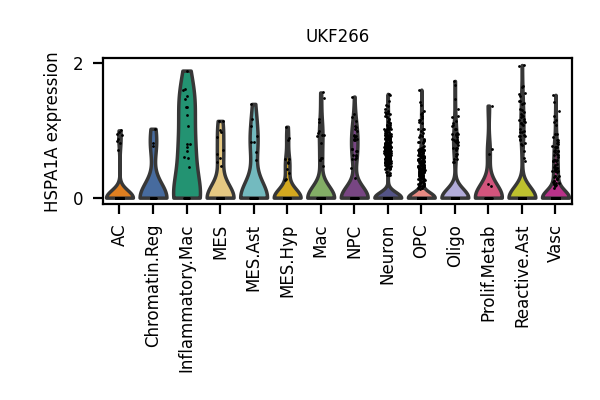 UKF266
HSPA1A expression
2
0
AC
Chromatin.Reg
Inflammatory.Mac
MES
MES.Ast
MES.Hyp
Mac
NPC
Neuron
OPC
Oligo
Prolif.Metab
Reactive.Ast
Vasc